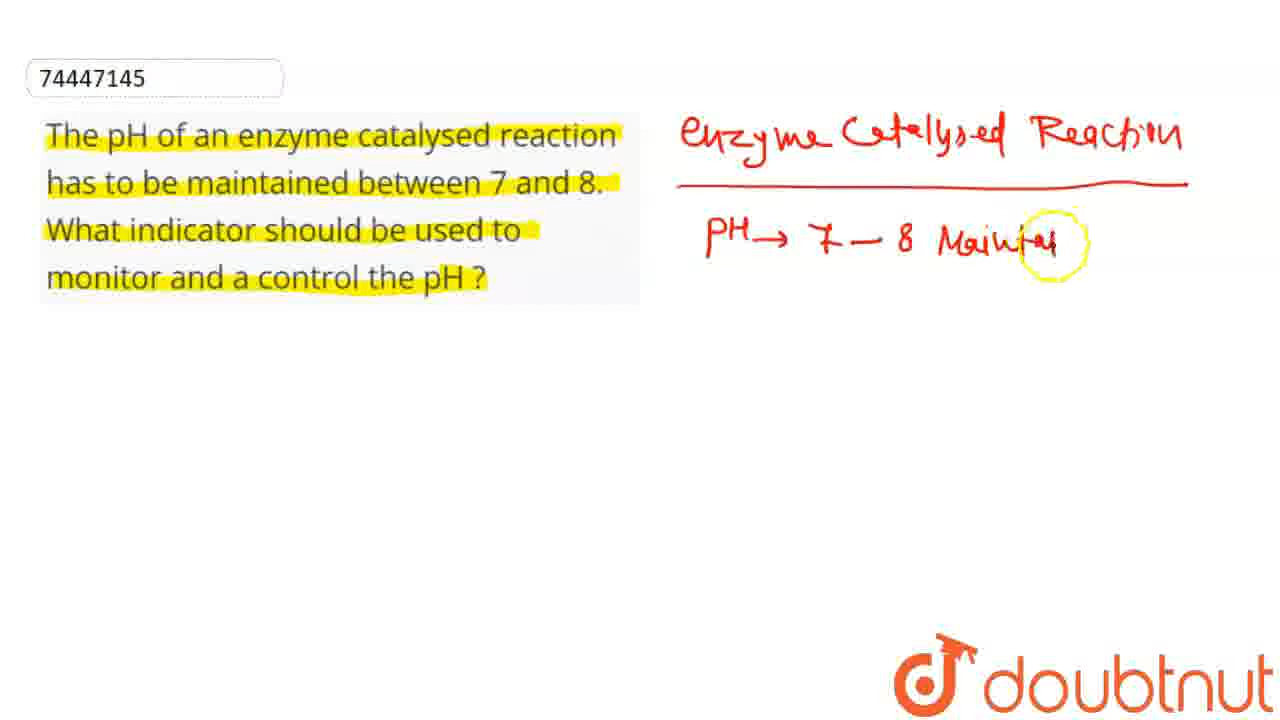 74447145
The pH of an enzyme catalysed reaction
has to be maintained between 7 and 8.
What indicator should be used to
monitor and a control the pH ?
enzyme Catalysed Reaction
PH → 7 – 8 Maintai
doubtnut